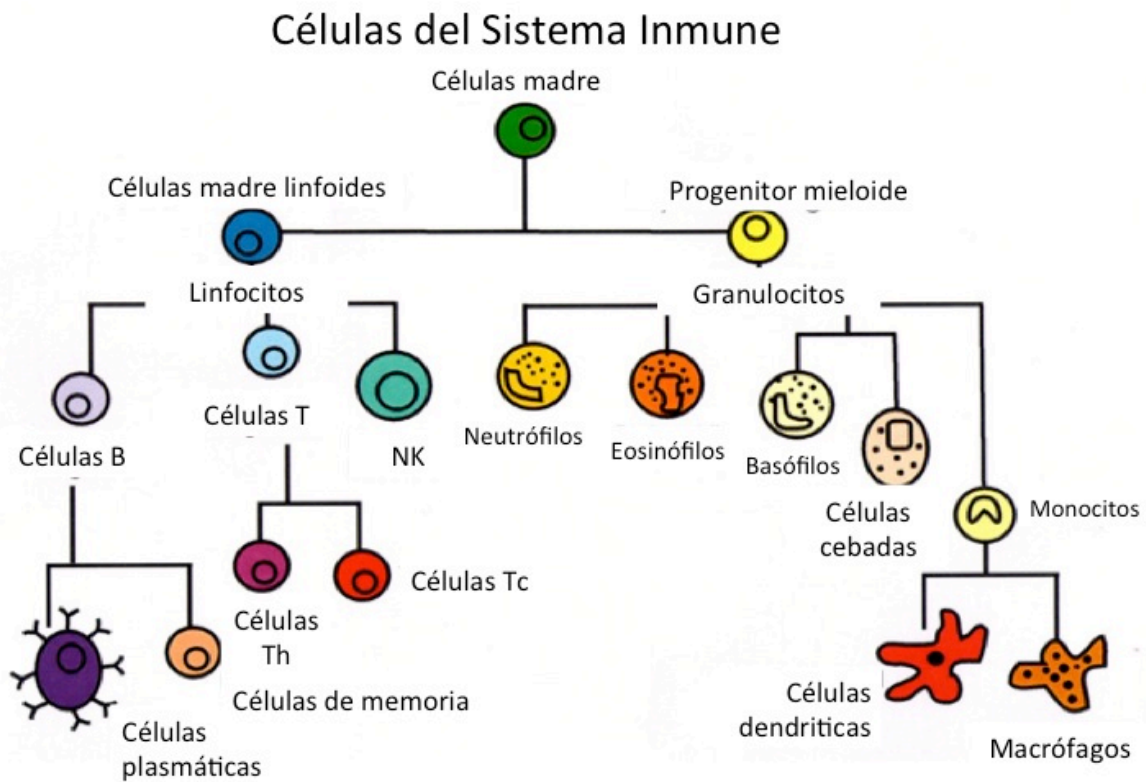 Células del Sistema Inmune
Células madre
Células madre linfoides
Progenitor mieloide
Linfocitos
Granulocitos
Células B
Células T
NK
Neutrófilos
Eosinófilos
Basófilos
Células
cebadas
Monocitos
Células
Th
Células Tc
Células de memoria
Células
plasmáticas
Células
dendriticas
Macrófagos